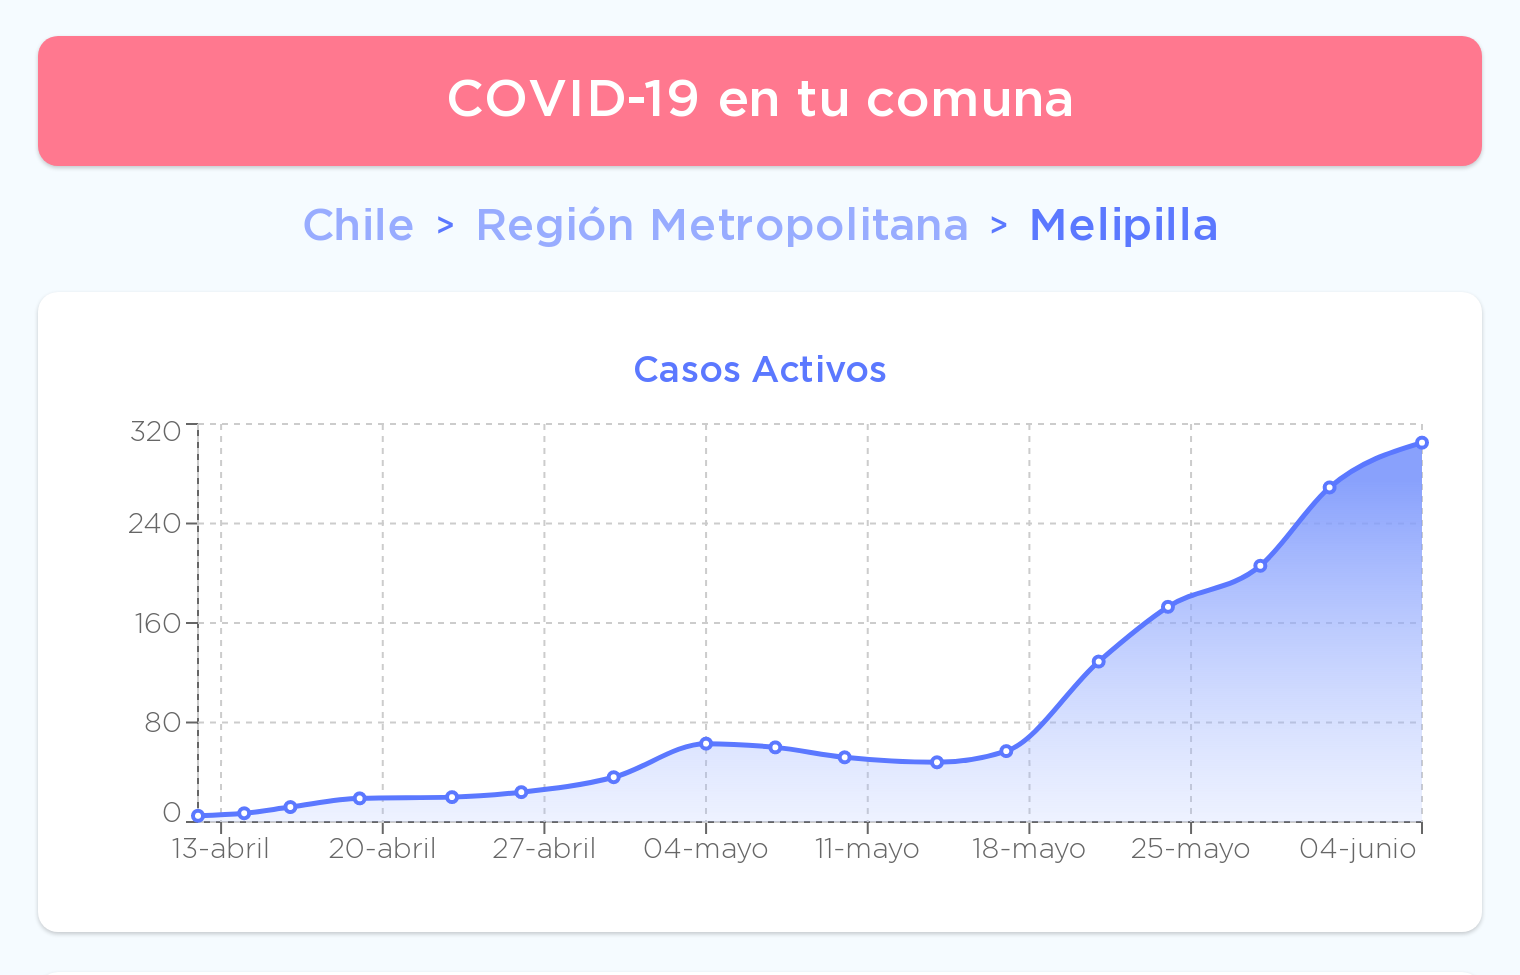 COVID-19 en tu comuna
Chile > Región Metropolitana > Melipilla
Casos Activos
320
240
160
80
0
13-abril 20-abril 27-abril 04-mayo 11-mayo 18-mayo 25-mayo 04-junio